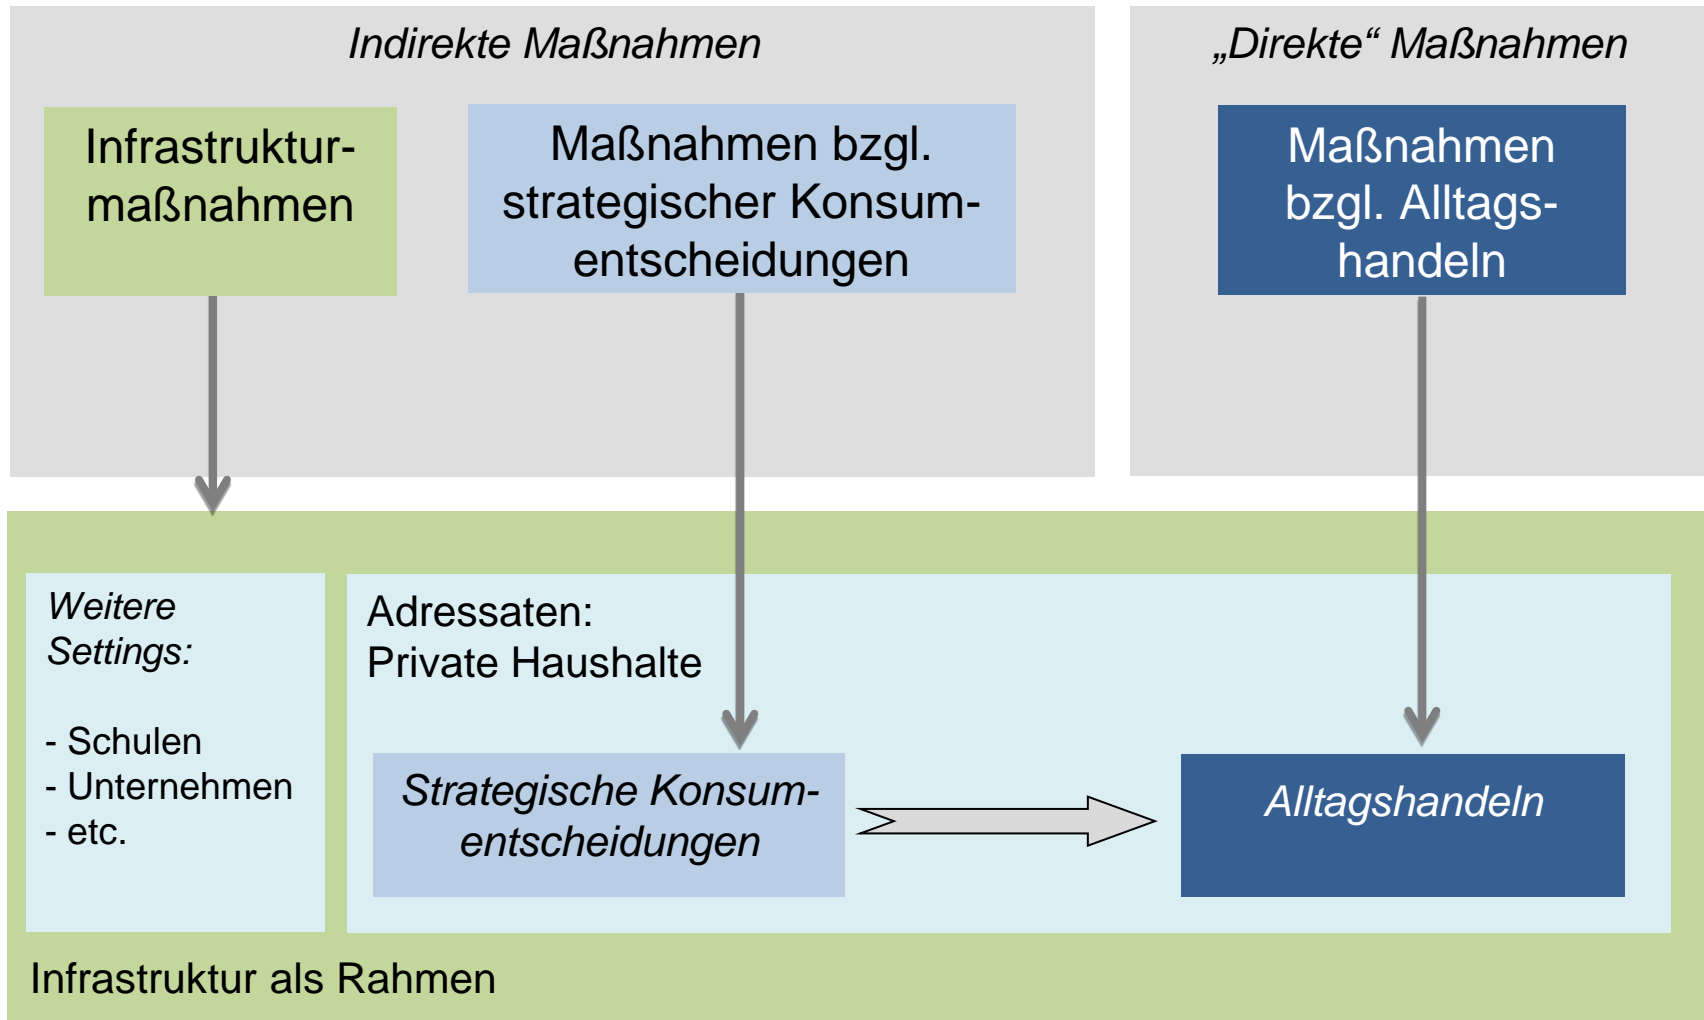 Indirekte Maßnahmen
„Direkte“ Maßnahmen
Infrastruktur-
maßnahmen
Maßnahmen bzgl.
strategischer Konsum-
entscheidungen
Maßnahmen
bzgl. Alltags-
handeln
Weitere
Settings:
- Schulen
- Unternehmen
- etc.
Adressaten:
Private Haushalte
Strategische Konsum-
entscheidungen
Alltagshandeln
Infrastruktur als Rahmen